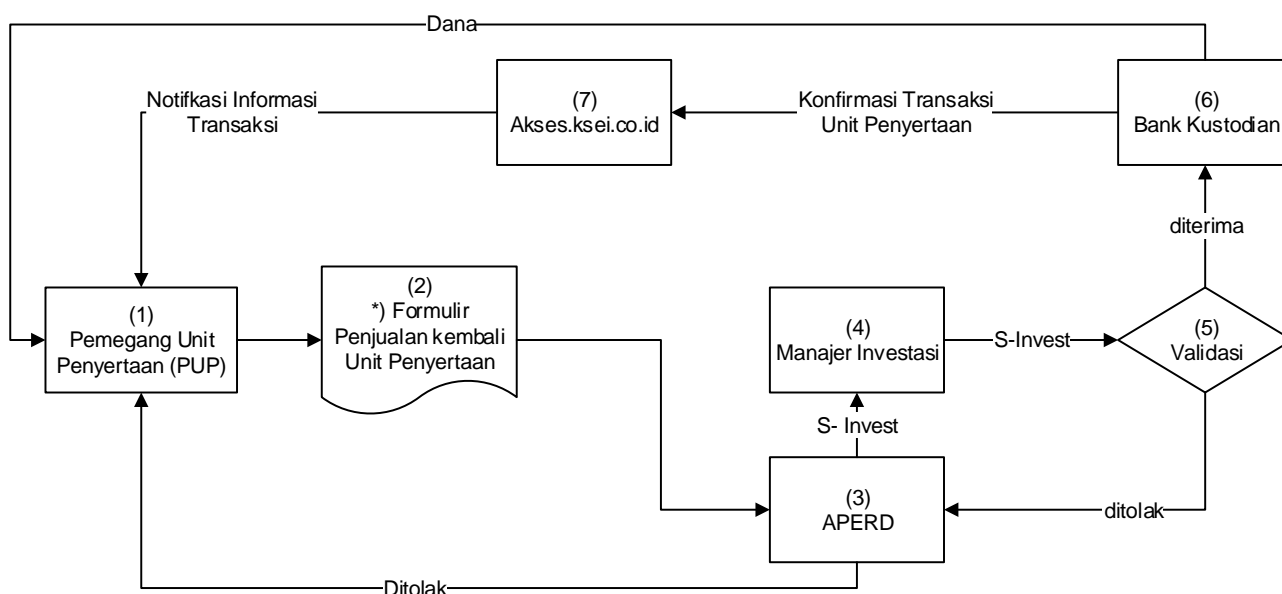 Dana
Notifkasi Informasi
Transaksi
(7)
Akses.ksei.co.id
Konfirmasi Transaksi
Unit Penyertaan
(6)
Bank Kustodian
diterima
(1)
Pemegang Unit
Penyertaan (PUP)
(2)
*) Formulir
Penjualan kembali
Unit Penyertaan
(4)
Manajer Investasi
S-Invest
(5)
Validasi
S- Invest
(3)
APERD
ditolak
Ditolak